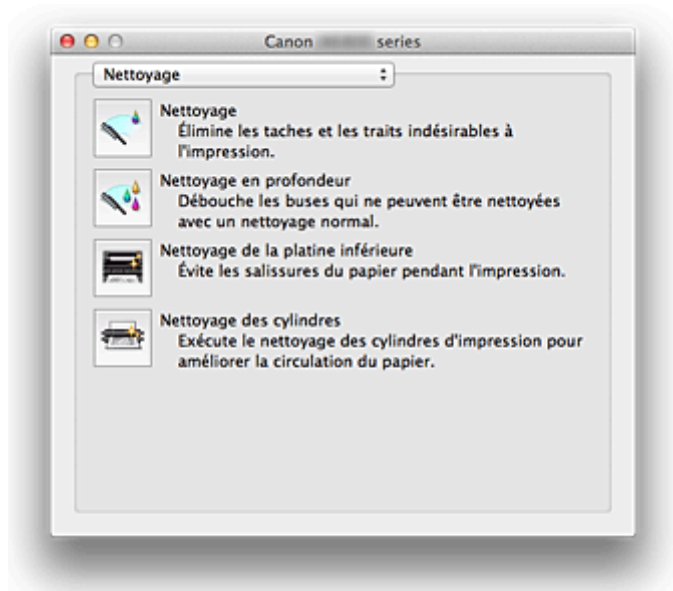 Canon series
Nettoyage
Nettoyage
Élimine les taches et les traits indésirables à
l'impression.
Nettoyage en profondeur
Débouche les buses qui ne peuvent être nettoyées
avec un nettoyage normal.
Nettoyage de la platine inférieure
Évite les salissures du papier pendant l'impression.
Nettoyage des cylindres
Exécute le nettoyage des cylindres d'impression pour
améliorer la circulation du papier.